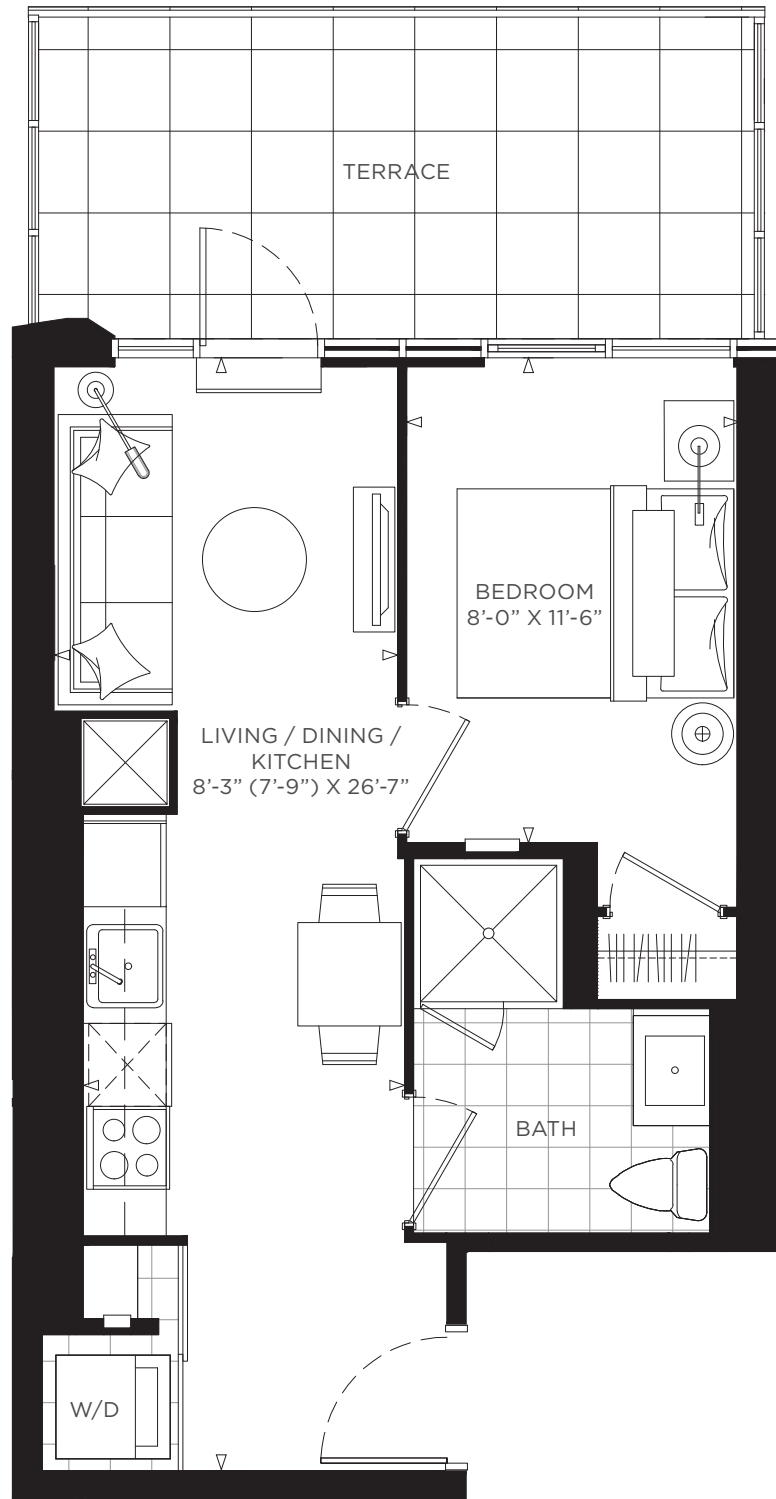 TERRACE
BEDROOM
8’-0” X 11’-6”
LIVING / DINING /
KITCHEN
8’-3” (7’-9”) X 26’-7”
BATH
W/D